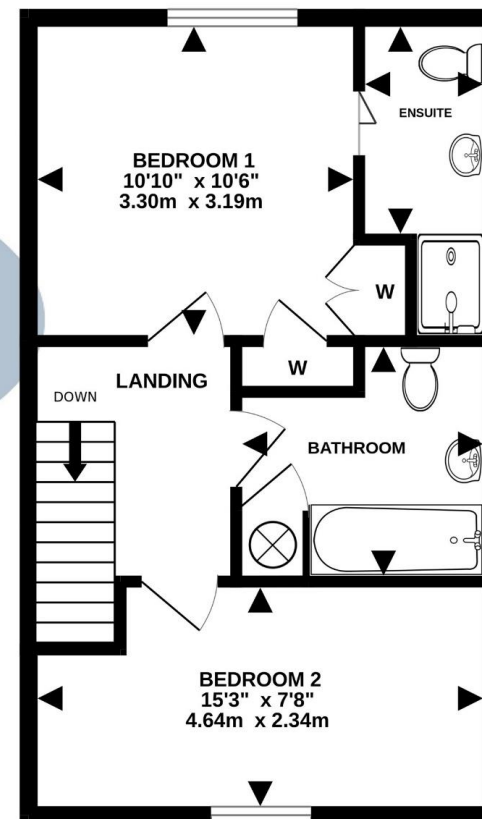 ENSUITE
BEDROOM 1
10'10" x 10'6"
3.30m x 3.19m
W
W
LANDING
DOWN
BATHROOM
BEDROOM 2
15'3" x 7'8"
4.64m x 2.34m